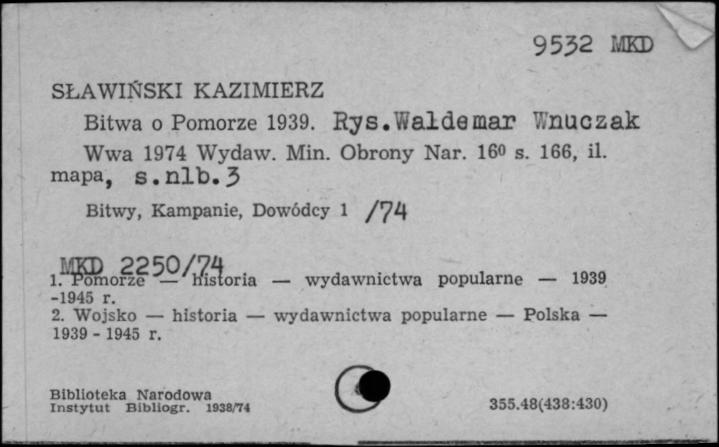 9532 MKD
SŁAWIŃSKI KAZIMIERZ
Bitwa o Pomorze 1939. Rys.Waldemar Wnuczak
Wwa 1974 Wydaw. Min. Obrony Nar. 16⁰ s. 166, il.
mapa, s.nlb.3
Bitwy, Kampanie, Dowódcy 1 /74
MKD 2250/74
1. Pomorze — historia — wydawnictwa popularne — 1939
-1945 r.
2. Wojsko — historia — wydawnictwa popularne — Polska —
1939 - 1945 r.
Biblioteka Narodowa
Instytut Bibliogr. 1938/74
355.48(438:430)